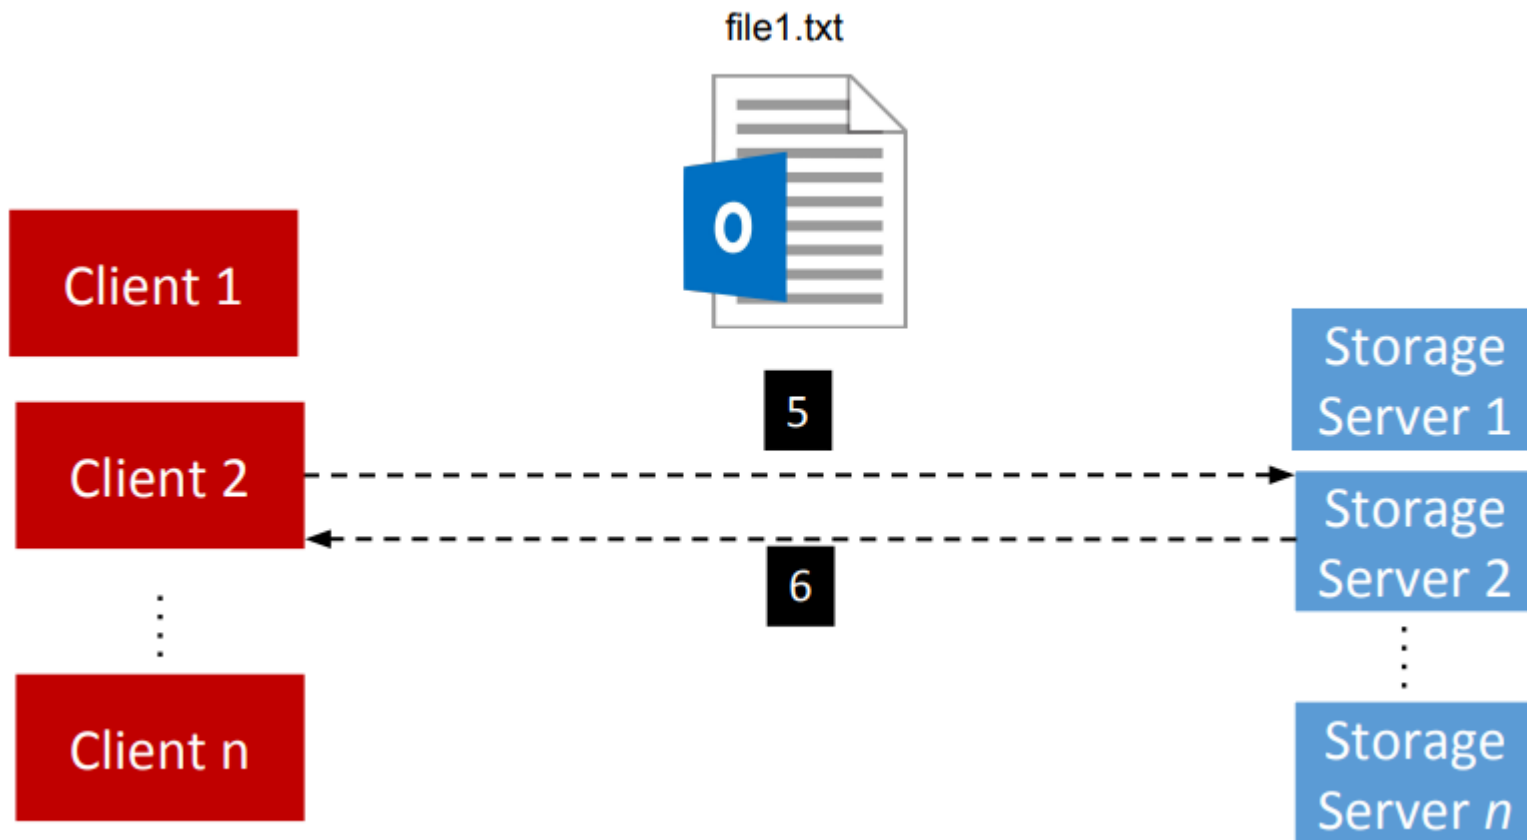 file1.txt
O
Client 1
Storage
Server 1
5
Client 2
Storage
Server 2
6
Client n
Storage
Server n